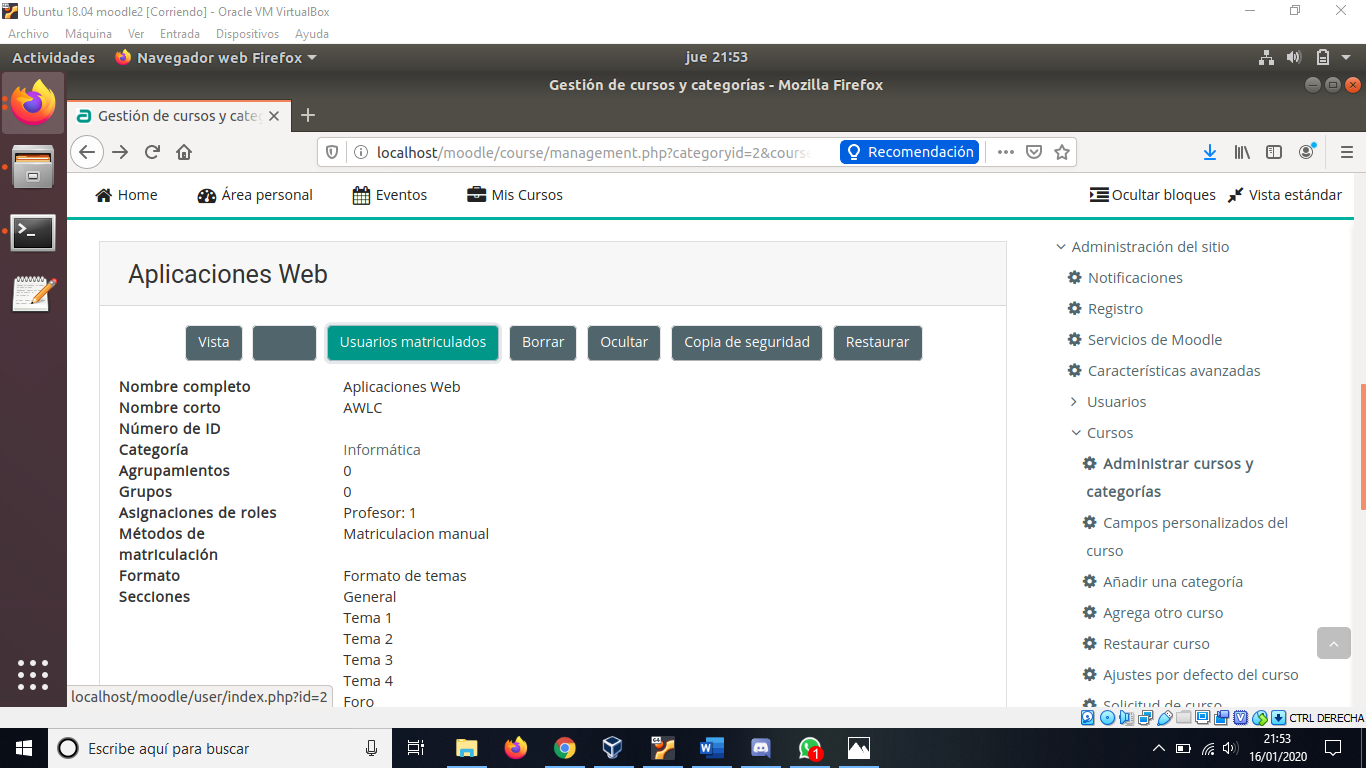 Ubuntu 18.04 moodle2 [Corriendo] - Oracle VM VirtualBox
Archivo Máquina Ver Entrada Dispositivos Ayuda
Actividades Navegador web Firefox jue 21:53
Gestión de cursos y categorías - Mozilla Firefox
Gestión de cursos y cate
localhost/moodle/course/management.php?categoryid=2&cours Recomendación
Home Área personal Eventos Mis Cursos Ocultar bloques Vista estándar
Aplicaciones Web
Vista Usuarios matriculados Borrar Ocultar Copia de seguridad Restaurar
Nombre completo Aplicaciones Web
Nombre corto AWLC
Número de ID
Categoría Informática
Agrupamientos 0
Grupos 0
Asignaciones de roles Profesor: 1
Métodos de Matriculacion manual
matriculación
Formato Formato de temas
Secciones General
Tema 1
Tema 2
Tema 3
Tema 4
Foro
Administración del sitio
Notificaciones
Registro
Servicios de Moodle
Características avanzadas
Usuarios
Cursos
Administrar cursos y
categorías
Campos personalizados del
curso
Añadir una categoría
Agrega otro curso
Restaurar curso
Ajustes por defecto del curso
Solicitud de curso
localhost/moodle/user/index.php?id=2
CTRL DERECHA
Escribe aquí para buscar
1
21:53
16/01/2020